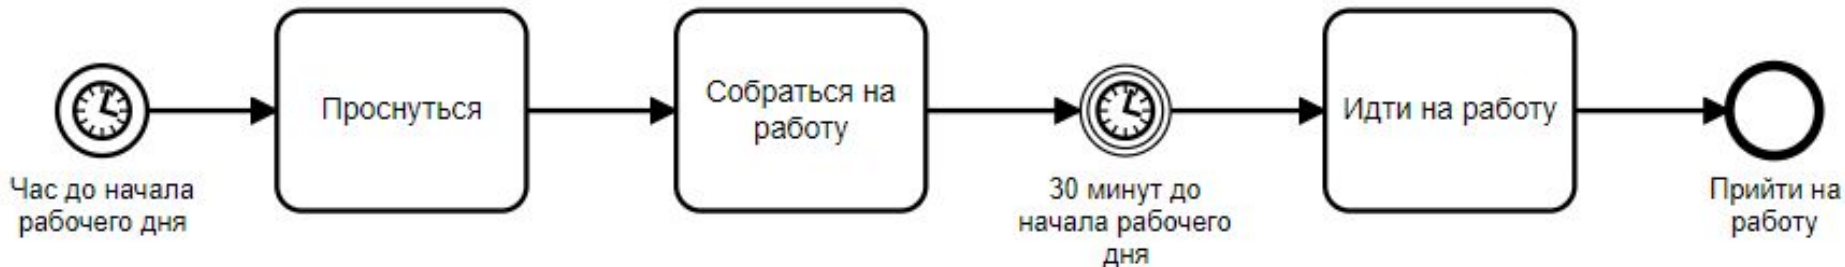 Час до начала
рабочего дня
Проснуться
Собраться на
работу
30 минут до
начала рабочего
дня
Идти на работу
Прийти на
работу